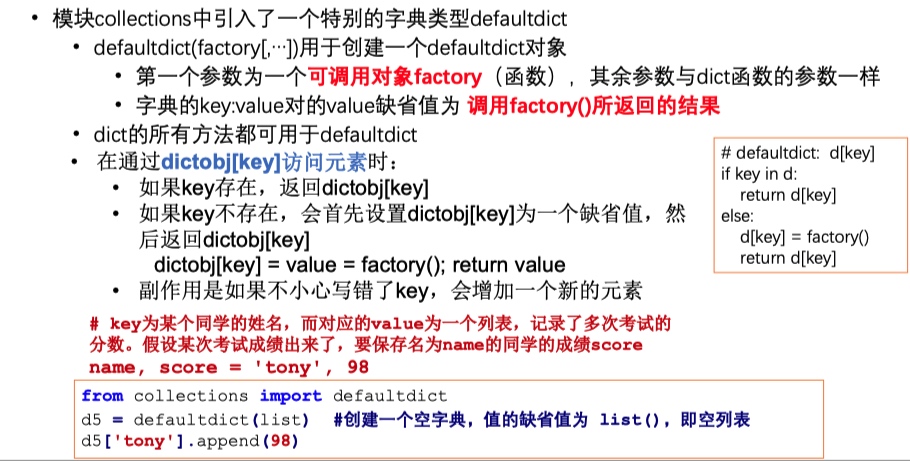 • 模块collections中引入了一个特别的字典类型defaultdict
• defaultdict(factory[,…])用于创建一个defaultdict对象
• 第一个参数为一个可调用对象factory（函数），其余参数与dict函数的参数一样
• 字典的key:value对的value缺省值为 调用factory()所返回的结果
• dict的所有方法都可用于defaultdict
• 在通过dictobj[key]访问元素时：
• 如果key存在，返回dictobj[key]
• 如果key不存在，会首先设置dictobj[key]为一个缺省值，然
后返回dictobj[key]
dictobj[key] = value = factory(); return value
• 副作用是如果不小心写错了key，会增加一个新的元素
# defaultdict: d[key]
if key in d:
return d[key]
else:
d[key] = factory()
return d[key]
# key为某个同学的姓名，而对应的value为一个列表，记录了多次考试的
分数。假设某次考试成绩出来了，要保存名为name的同学的成绩score
name, score = 'tony', 98
from collections import defaultdict
d5 = defaultdict(list) #创建一个空字典，值的缺省值为 list()，即空列表
d5['tony'].append(98)